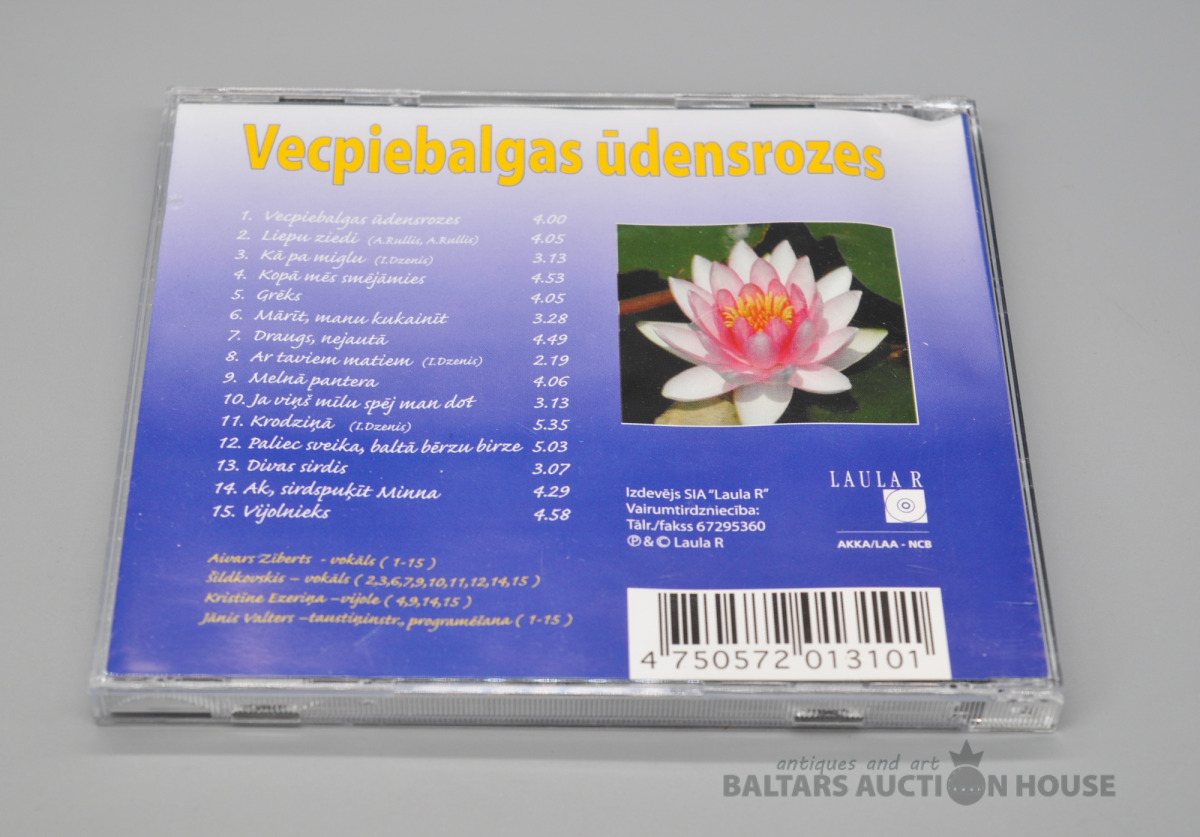 Vecpiebalgas ūdensrozes
1. Vecpiebalgas ūdensrozes 4.00
2. Liepu ziedi (A.Rullis, A.Rullis) 4.05
3. Kā pa miglu (I.Dzenis) 3.13
4. Kopā mēs smējāmies 4.53
5. Grēks 4.05
6. Mārīt, manu kukainīt 3.28
7. Draugs, nejautā 4.49
8. Ar taviem matiem (I.Dzenis) 2.19
9. Melnā pantera 4.06
10. Ja viņš mīlu spēj man dot 3.13
11. Krodziņā (I.Dzenis) 5.35
12. Paliec sveika, baltā bērzu birze 5.03
13. Divas sirdis 3.07
14. Ak, sirdspuķīt Minna 4.29
15. Vijolnieks 4.58
Aivars Ziberts - vokāls ( 1-15 )
Šildkovskis – vokāls ( 2,3,6,7,9,10,11,12,14,15 )
Kristīne Ezeriņa –vijole ( 4,9,14,15 )
Jānis Valters –taustiņinstr., programēšana ( 1-15 )
Izdevējs SIA "Laula R"
Vairumtirdzniecība:
Tālr./fakss 67295360
℗ & © Laula R
LAULA R
AKKA/LAA - NCB
4 750572 013101
antiques and art
BALTARS AUCTION HOUSE